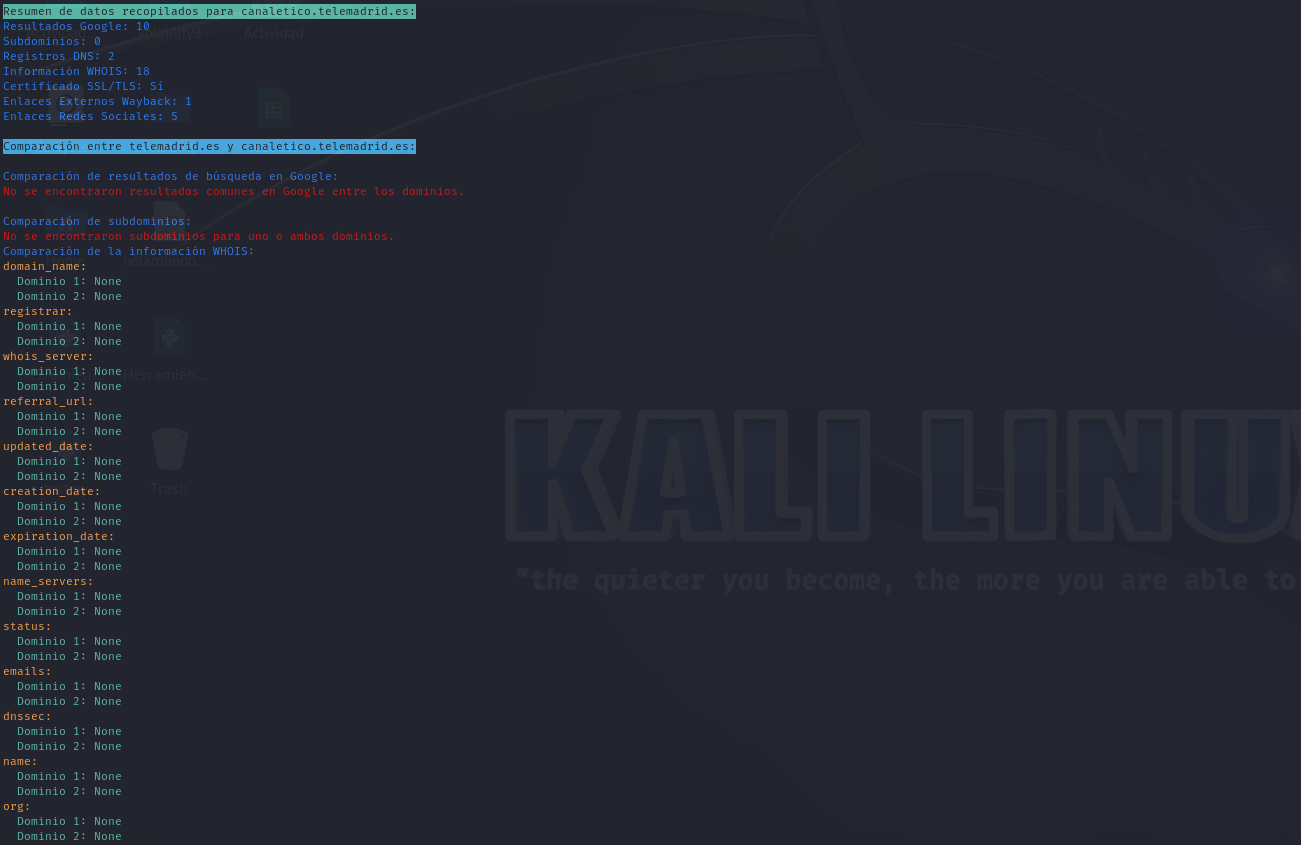 Resumen de datos recopilados para canaletico.telemadrid.es:
Resultados Google: 10
Subdominios: 0
Registros DNS: 2
Información WHOIS: 18
Certificado SSL/TLS: Sí
Enlaces Externos Wayback: 1
Enlaces Redes Sociales: 5
Comparación entre telemadrid.es y canaletico.telemadrid.es:
Comparación de resultados de búsqueda en Google:
No se encontraron resultados comunes en Google entre los dominios.
Comparación de subdominios:
No se encontraron subdominios para uno o ambos dominios.
Comparación de la información WHOIS:
domain_name:
Dominio 1: None
Dominio 2: None
registrar:
Dominio 1: None
Dominio 2: None
whois_server:
Dominio 1: None
Dominio 2: None
referral_url:
Dominio 1: None
Dominio 2: None
updated_date:
Dominio 1: None
Dominio 2: None
creation_date:
Dominio 1: None
Dominio 2: None
expiration_date:
Dominio 1: None
Dominio 2: None
name_servers:
Dominio 1: None
Dominio 2: None
status:
Dominio 1: None
Dominio 2: None
emails:
Dominio 1: None
Dominio 2: None
dnssec:
Dominio 1: None
Dominio 2: None
name:
Dominio 1: None
Dominio 2: None
org:
Dominio 1: None
Dominio 2: None
Actividad
Herramien...
Trash
KALI LINU
"the quieter you become, the more you are able to